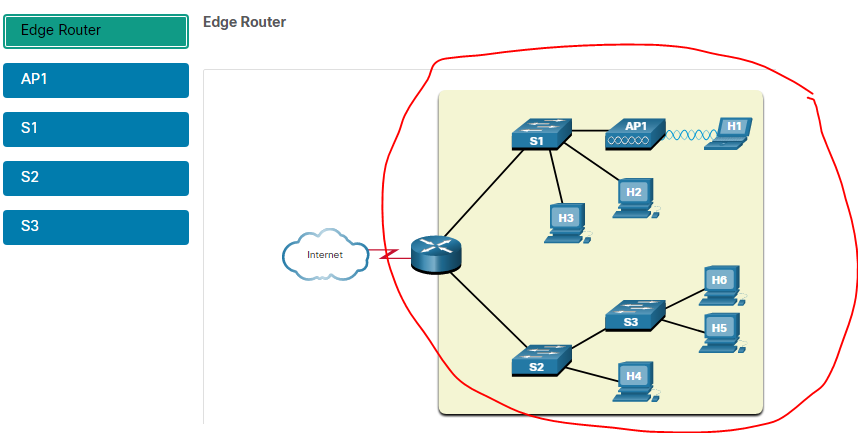 Edge Router
Edge Router
AP1
S1
S2
S3
AP1
H1
S1
H2
H3
Internet
H6
S3
H5
S2
H4